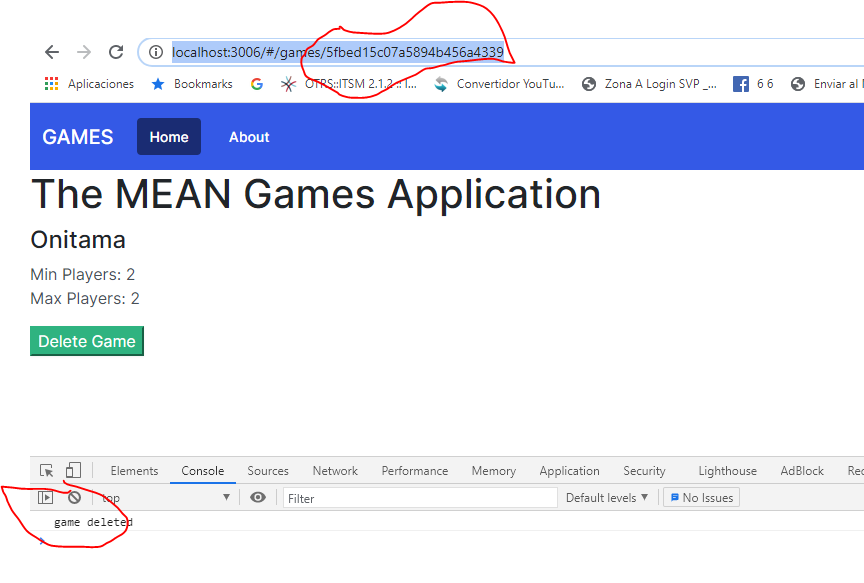 localhost:3006/#/games/5fbed15c07a5894b456a4339
Aplicaciones Bookmarks OTRS::ITSM 2.1.2 :: I... Convertidor YouTu... Zona A Login SVP _... 6 6 Enviar al
GAMES Home About
The MEAN Games Application
Onitama
Min Players: 2
Max Players: 2
Delete Game
Elements Console Sources Network Performance Memory Application Security Lighthouse AdBlock
top Filter Default levels No Issues
game deleted